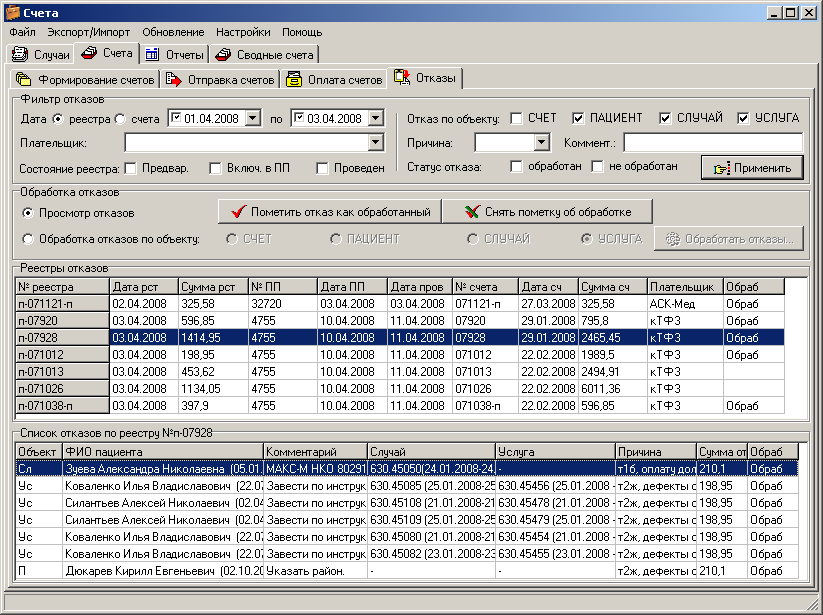 Счета
Файл Экспорт/Импорт Обновление Настройки Помощь
Случаи Счета Отчеты Сводные счета
Формирование счетов Отправка счетов Оплата счетов Отказы
Фильтр отказов
Дата реестра счета 01.04.2008 по 03.04.2008 Отказ по объекту: СЧЕТ ПАЦИЕНТ СЛУЧАЙ УСЛУГА
Плательщик: Причина: Коммент.:
Состояние реестра: Предвар. Включ. в ПП Проведен Статус отказа: обработан не обработан Применить
Обработка отказов
Просмотр отказов Пометить отказ как обработанный Снять пометку об обработке
Обработка отказов по объекту: СЧЕТ ПАЦИЕНТ СЛУЧАЙ УСЛУГА Обработать отказы...
Реестры отказов
№ реестра Дата рст Сумма рст № ПП Дата ПП Дата пров № счета Дата сч Сумма сч Плательщик Обраб
п-071121-п 02.04.2008 325,58 32720 03.04.2008 03.04.2008 071121-п 27.03.2008 325,58 АСК-Мед Обраб
п-07920 03.04.2008 596,85 4755 10.04.2008 11.04.2008 07920 29.01.2008 795,8 кТФЗ Обраб
п-07928 03.04.2008 1414,95 4755 10.04.2008 11.04.2008 07928 29.01.2008 2465,45 кТФЗ Обраб
п-071012 03.04.2008 198,95 4755 10.04.2008 11.04.2008 071012 22.02.2008 1989,5 кТФЗ Обраб
п-071013 03.04.2008 453,62 4755 10.04.2008 11.04.2008 071013 22.02.2008 2494,91 кТФЗ
п-071026 03.04.2008 1134,05 4755 10.04.2008 11.04.2008 071026 22.02.2008 6011,36 кТФЗ
п-071038-п 03.04.2008 397,9 4755 10.04.2008 11.04.2008 071038-п 22.02.2008 596,85 кТФЗ Обраб
Список отказов по реестру №п-07928
Объект ФИО пациента Комментарий Случай Услуга Причина Сумма от Обраб
Сл Зуева Александра Николаевна (05.01. МАКС-М НКО 80291 630.45050(24.01.2008-24. - т1б, оплату дол 210,1 Обраб
Ус Коваленко Илья Владиславович (22.07 Завести по инструк 630.45085 (25.01.2008-25 630.45456 (25.01.2008 - т2ж, дефекты с 198,95 Обраб
Ус Силантьев Алексей Николаевич (02.04 Завести по инструк 630.45108 (21.01.2008-21 630.45478 (21.01.2008 - т2ж, дефекты с 198,95 Обраб
Ус Силантьев Алексей Николаевич (02.04 Завести по инструк 630.45109 (25.01.2008-25 630.45479 (25.01.2008 - т2ж, дефекты с 198,95 Обраб
Ус Коваленко Илья Владиславович (22.07 Завести по инструк 630.45080 (21.01.2008-21 630.45454 (21.01.2008 - т2ж, дефекты с 198,95 Обраб
Ус Коваленко Илья Владиславович (22.07 Завести по инструк 630.45082 (23.01.2008-23 630.45455 (23.01.2008 - т2ж, дефекты с 198,95 Обраб
П Дюкарев Кирилл Евгеньевич (02.10.20 Указать район. - - т2ж, дефекты с 210,1 Обраб